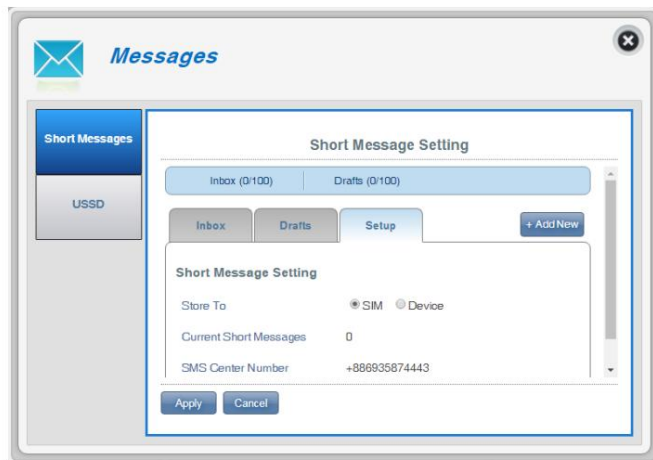 Messages
Short Messages
USSD
Short Message Setting
Inbox (0/100) Drafts (0/100)
Inbox Drafts Setup + Add New
Short Message Setting
Store To SIM Device
Current Short Messages 0
SMS Center Number +886935874443
Apply Cancel